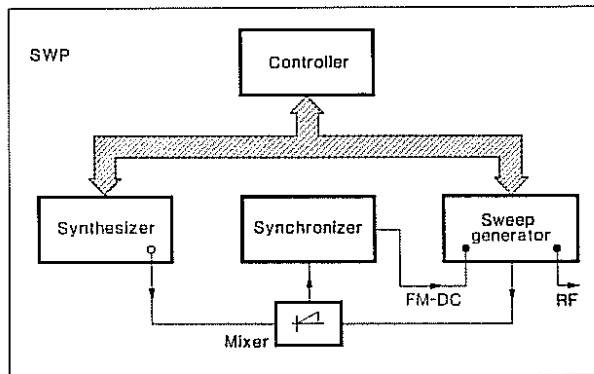 SWP
Controller
Synthesizer
Synchronizer
Sweep
generator
FM-DC
RF
Mixer